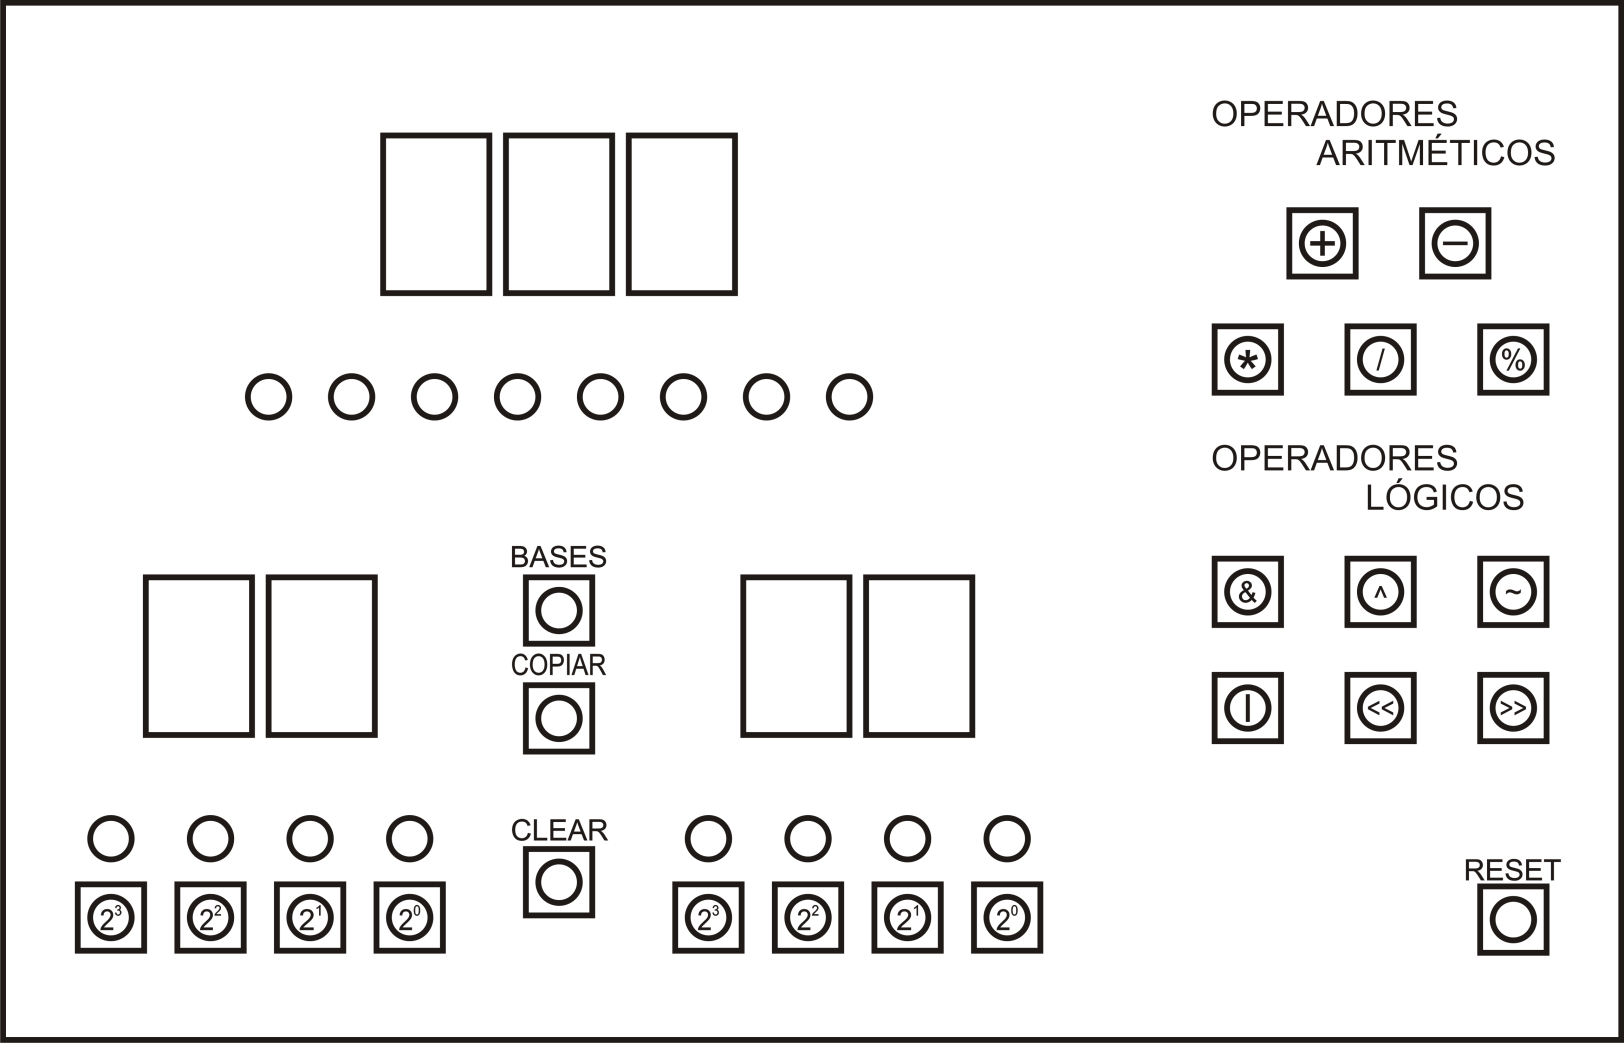 OPERADORES
ARITMÉTICOS
+ −
* / %
OPERADORES
LÓGICOS
& ^ ~
| << >>
BASES
COPIAR
CLEAR
2³ 2² 2¹ 2⁰
2³ 2² 2¹ 2⁰
RESET